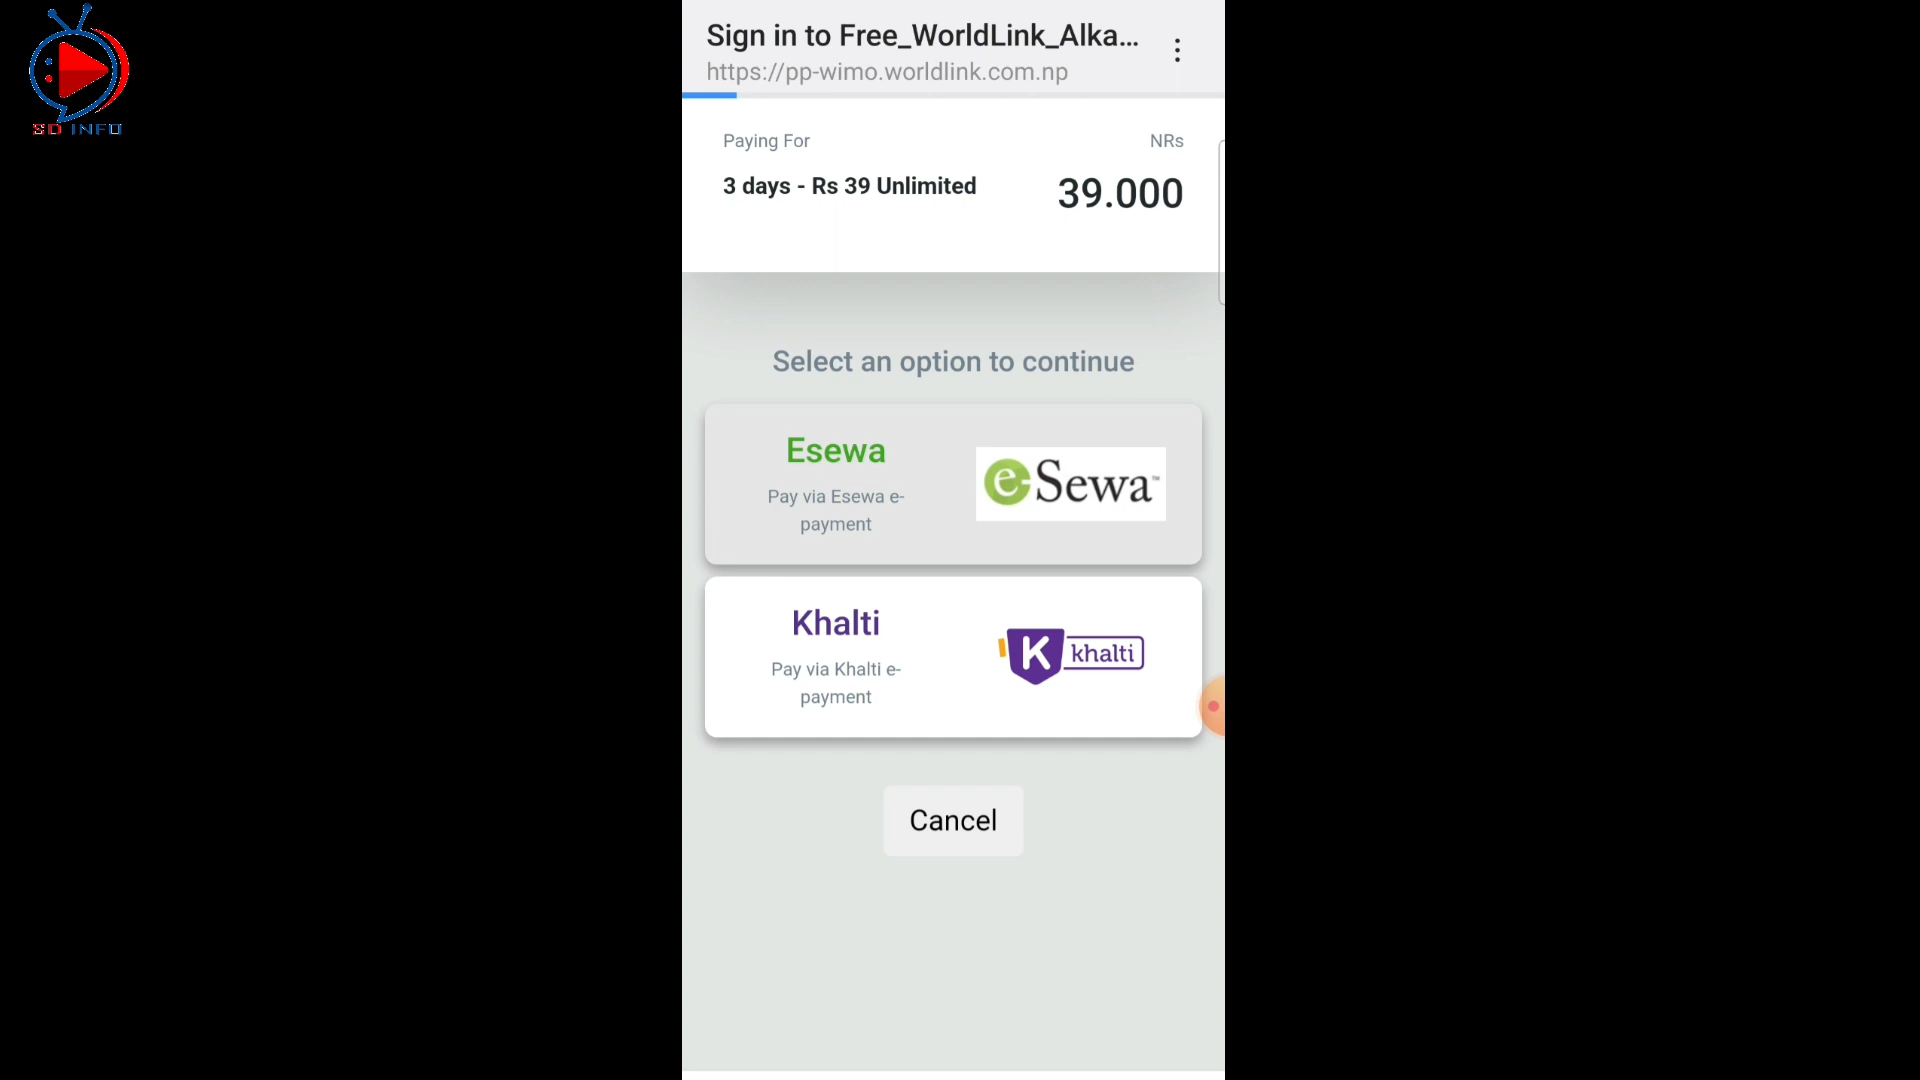 SD INFO
Sign in to Free_WorldLink_Alka...
https://pp-wimo.worldlink.com.np
Paying For
NRs
3 days - Rs 39 Unlimited
39.000
Select an option to continue
Esewa
Pay via Esewa e-
payment
e-Sewa™
Khalti
Pay via Khalti e-
payment
K khalti
Cancel